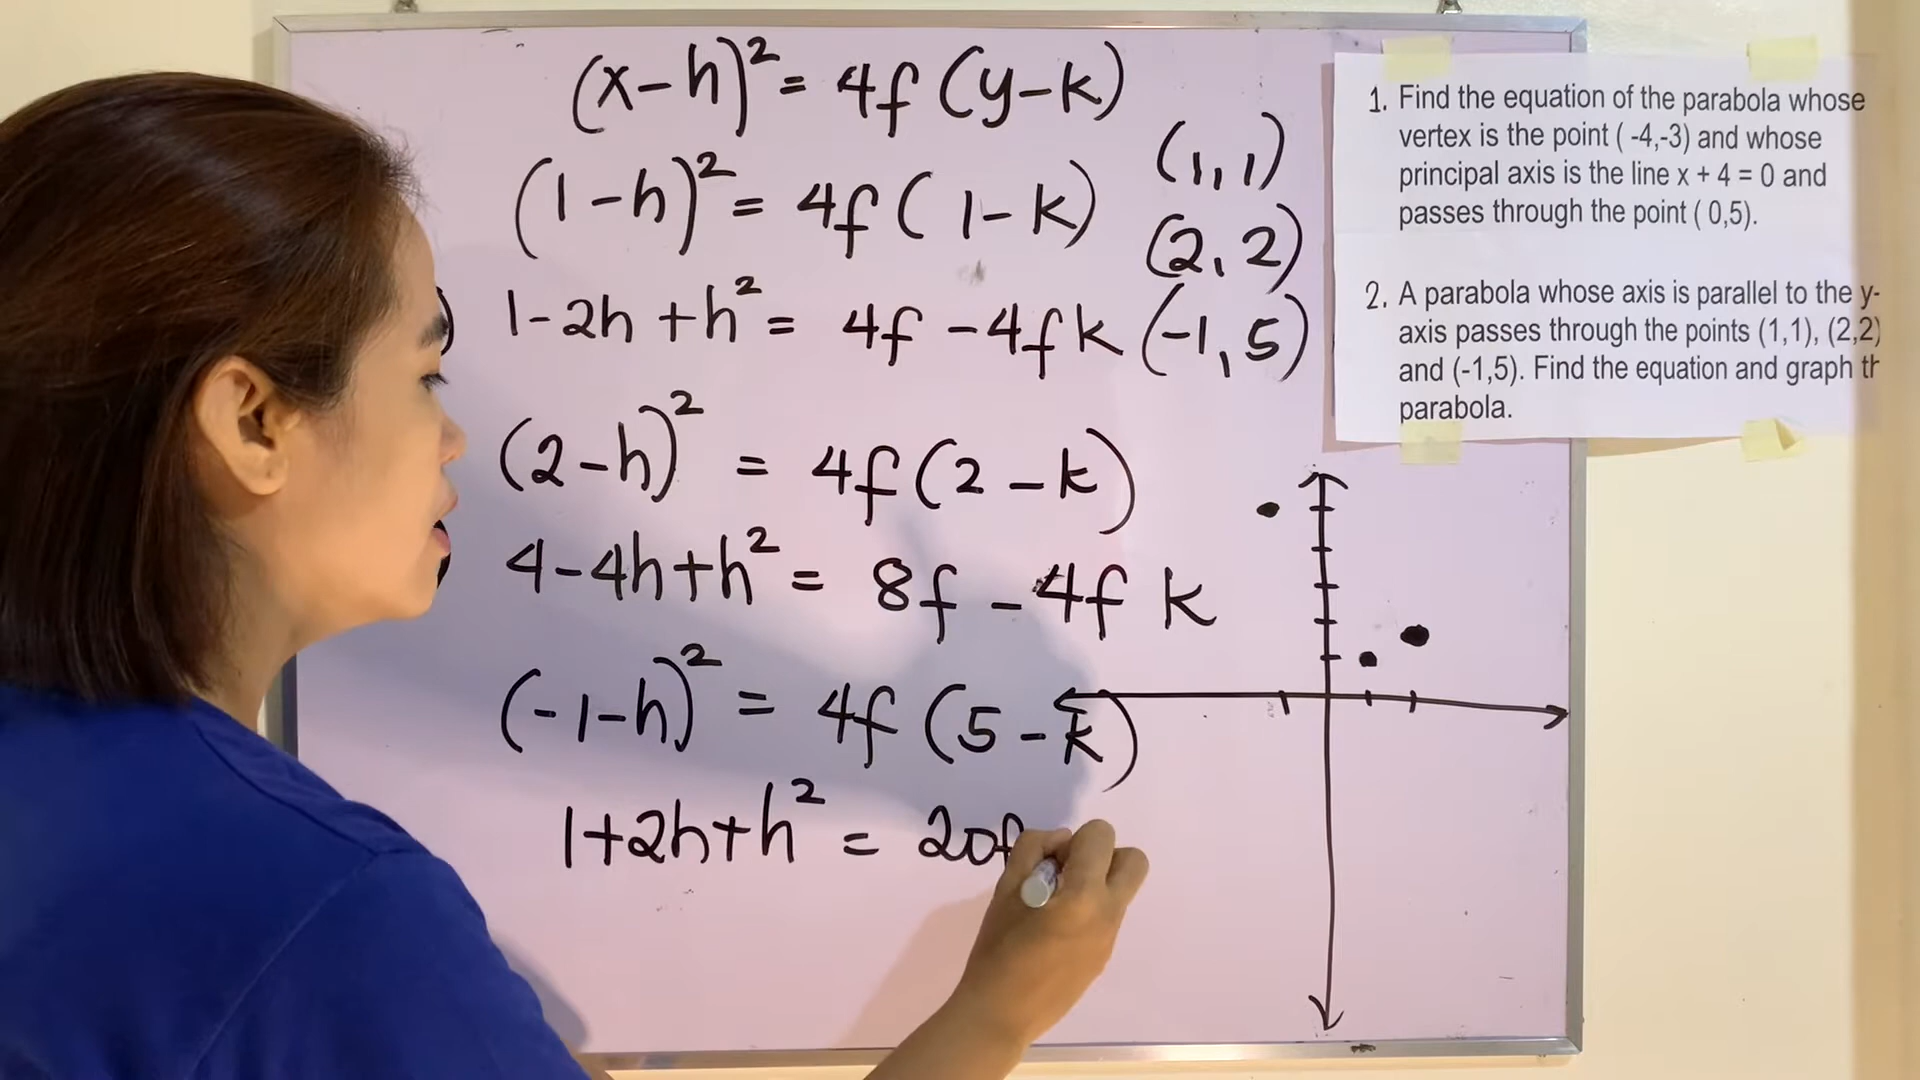 (x-h)² = 4f (y-k)
(1-h)² = 4f ( 1-k)
) 1-2h +h² = 4f -4fk
(2-h)² = 4f (2-k)
4-4h+h² = 8f -4f k
(-1-h)² = 4f (5-k)
1+2h+h² = 20f
(1,1)
(2,2)
(-1,5)
1. Find the equation of the parabola whose
vertex is the point ( -4,-3) and whose
principal axis is the line x + 4 = 0 and
passes through the point ( 0,5).
2. A parabola whose axis is parallel to the y-
axis passes through the points (1,1), (2,2)
and (-1,5). Find the equation and graph th
parabola.